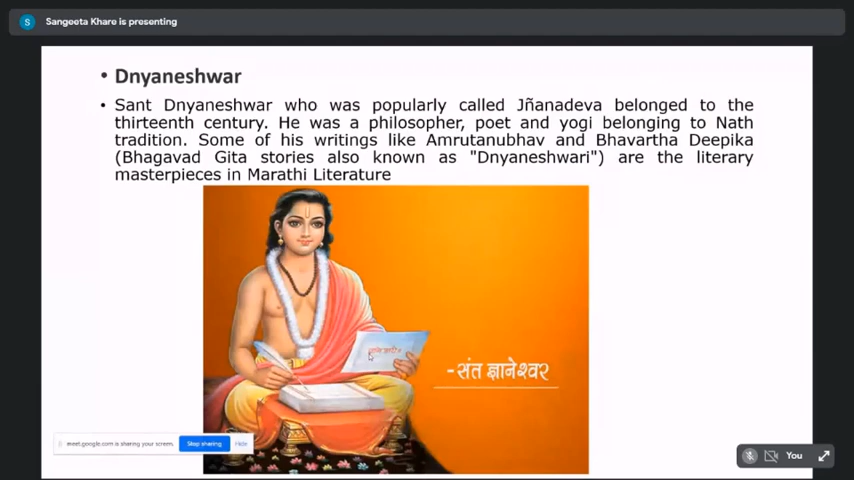 S Sangeeta Khare is presenting
• Dnyaneshwar
• Sant Dnyaneshwar who was popularly called Jñanadeva belonged to the
thirteenth century. He was a philosopher, poet and yogi belonging to Nath
tradition. Some of his writings like Amrutanubhav and Bhavartha Deepika
(Bhagavad Gita stories also known as "Dnyaneshwari") are the literary
masterpieces in Marathi Literature
-संत ज्ञानेश्वर
meet.google.com is sharing your screen. Stop sharing Hide
You